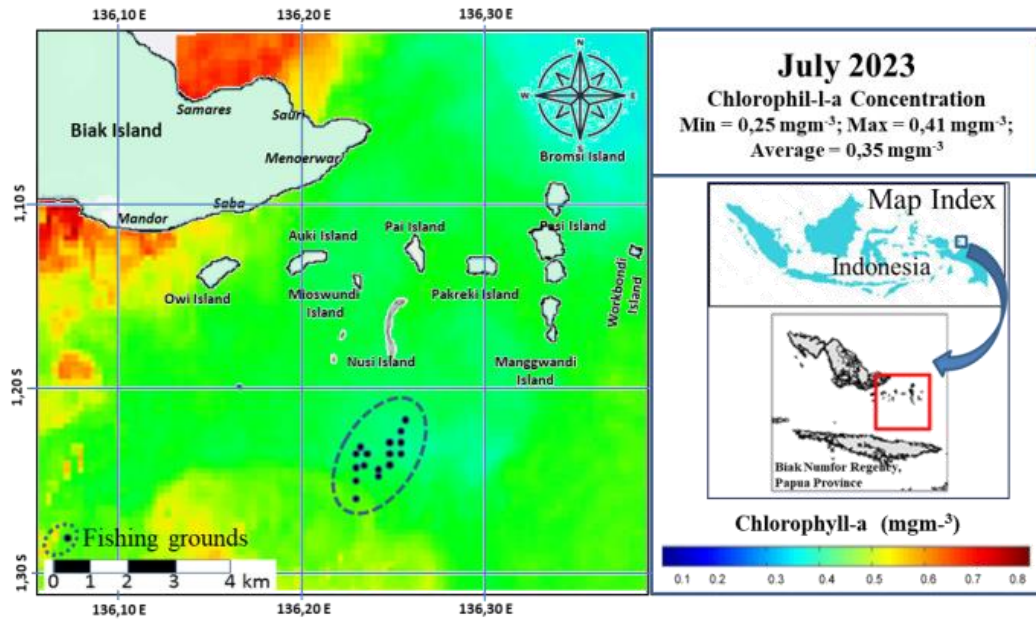 136,10 E 136,20 E 136,30 E
N
W E
S
Samares
Sauri
Biak Island
Menoerwar
Bromsi Island
1,10 S
Mandor
Saba
Auki Island
Pai Island
Pasi Island
Owi Island
Mioswundi
Island
Pakreki Island
Workbondi
Island
Nusi Island
Manggwandi
Island
1,20 S
Fishing grounds
0 1 2 3 4 km
1,30 S
136,10 E 136,20 E 136,30 E
July 2023
Chlorophil-l-a Concentration
Min = 0,25 mgm-³; Max = 0,41 mgm-³;
Average = 0,35 mgm-³
Map Index
Indonesia
Biak Numfor Regency,
Papua Province
Chlorophyll-a (mgm-³)
0.1 0.2 0.3 0.4 0.5 0.6 0.7 0.8